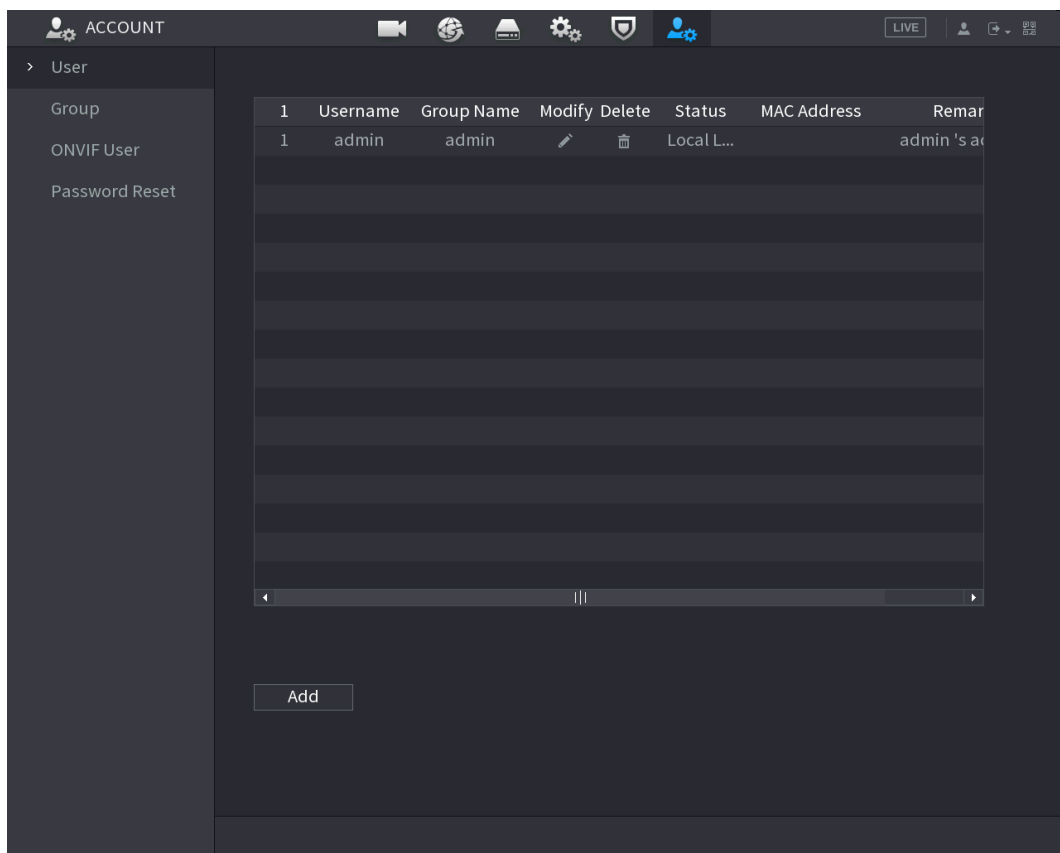 ACCOUNT LIVE
User
Group
ONVIF User
Password Reset
1 Username Group Name Modify Delete Status MAC Address Remar
1 admin admin Local L... admin 's a
Add